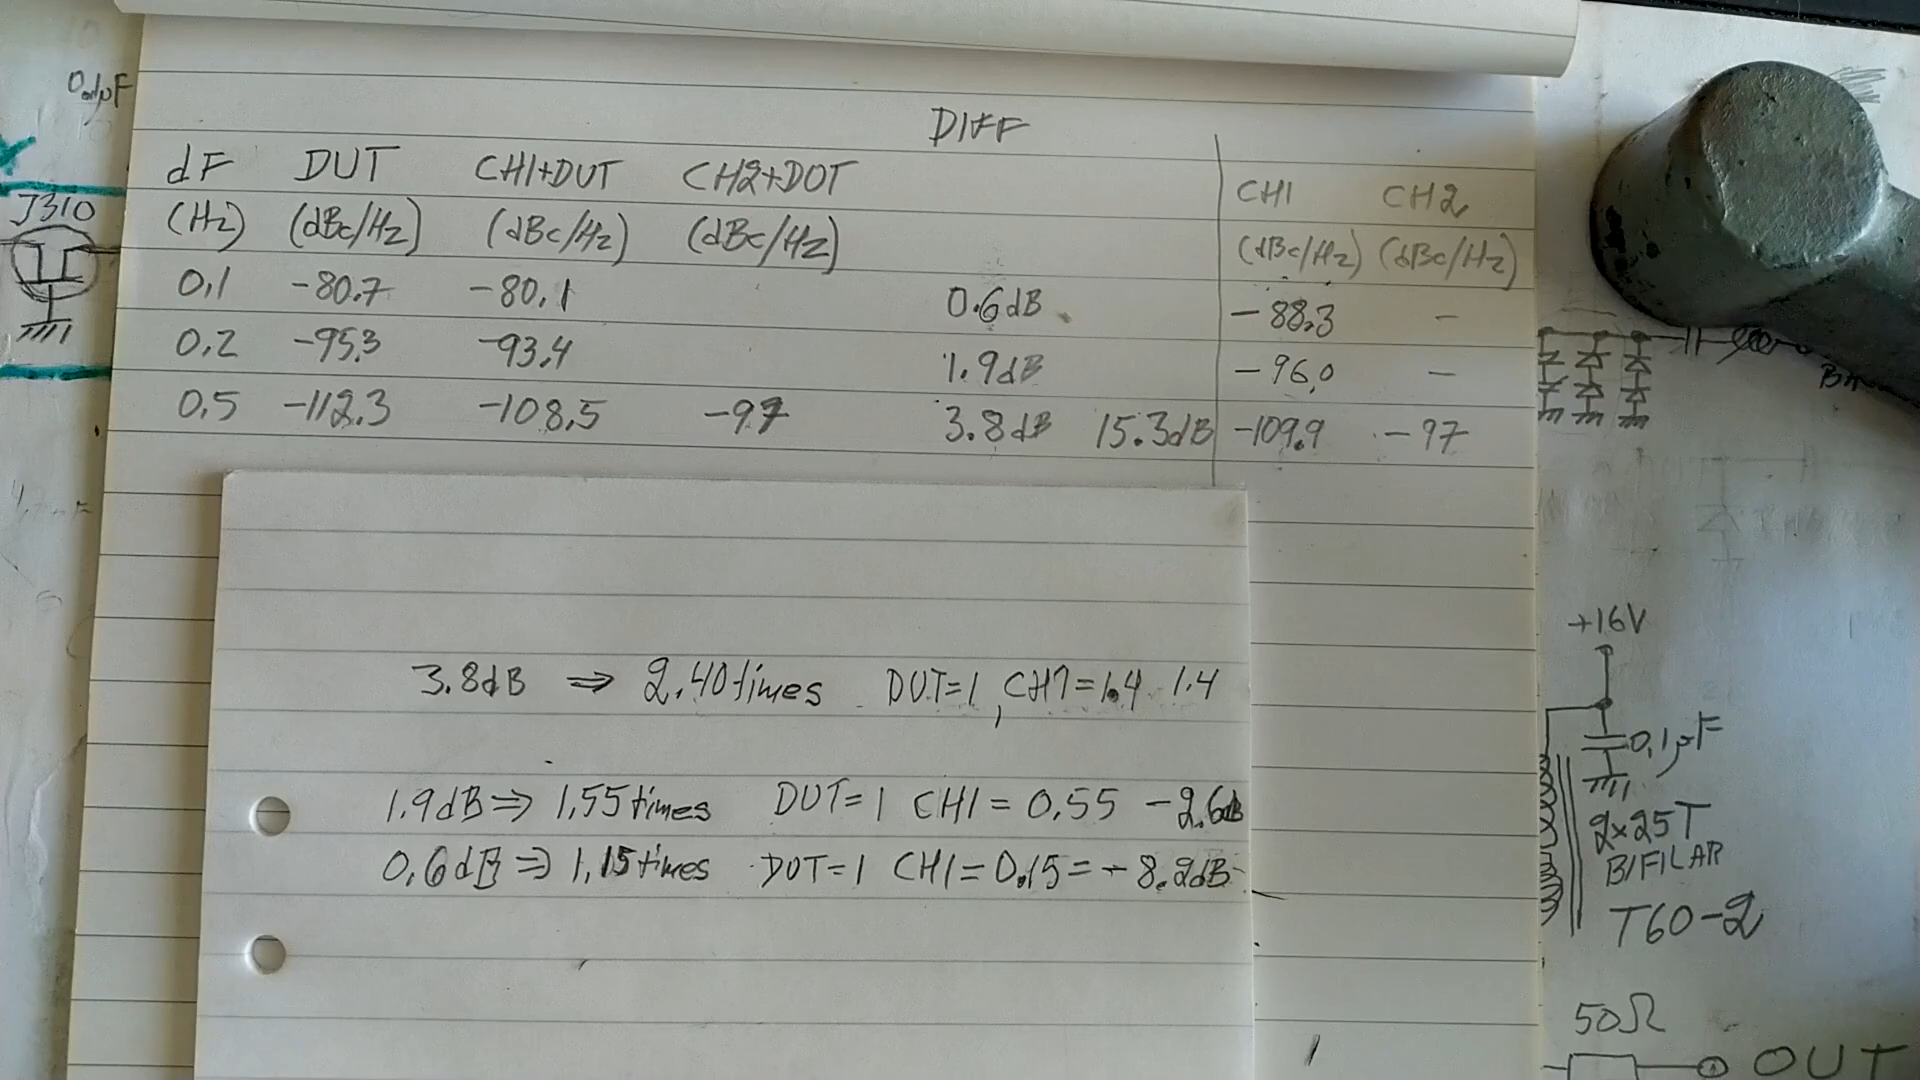 0.1µF
J310
DIFF
dF DUT CH1+DUT CH2+DOT CH1 CH2
(Hz) (dBc/Hz) (dBc/Hz) (dBc/Hz) (dBc/Hz) (dBc/Hz)
0,1 -80.7 -80,1 0.6dB -88.3 -
0,2 -95.3 -93,4 1.9dB -96,0 -
0,5 -112.3 -108,5 -97 3.8dB 15.3dB -109.9 -97
3.8dB ⇒ 2.40 times DUT=1, CH1=1.4 1.4
1.9dB ⇒ 1,55 times DUT=1 CH1=0,55 -2.6dB
0,6dB ⇒ 1,15 times DOT=1 CH1=0.15=-8.2dB
+16V
0,1µF
2×25T
BIFILAR
T60-2
50Ω
OUT